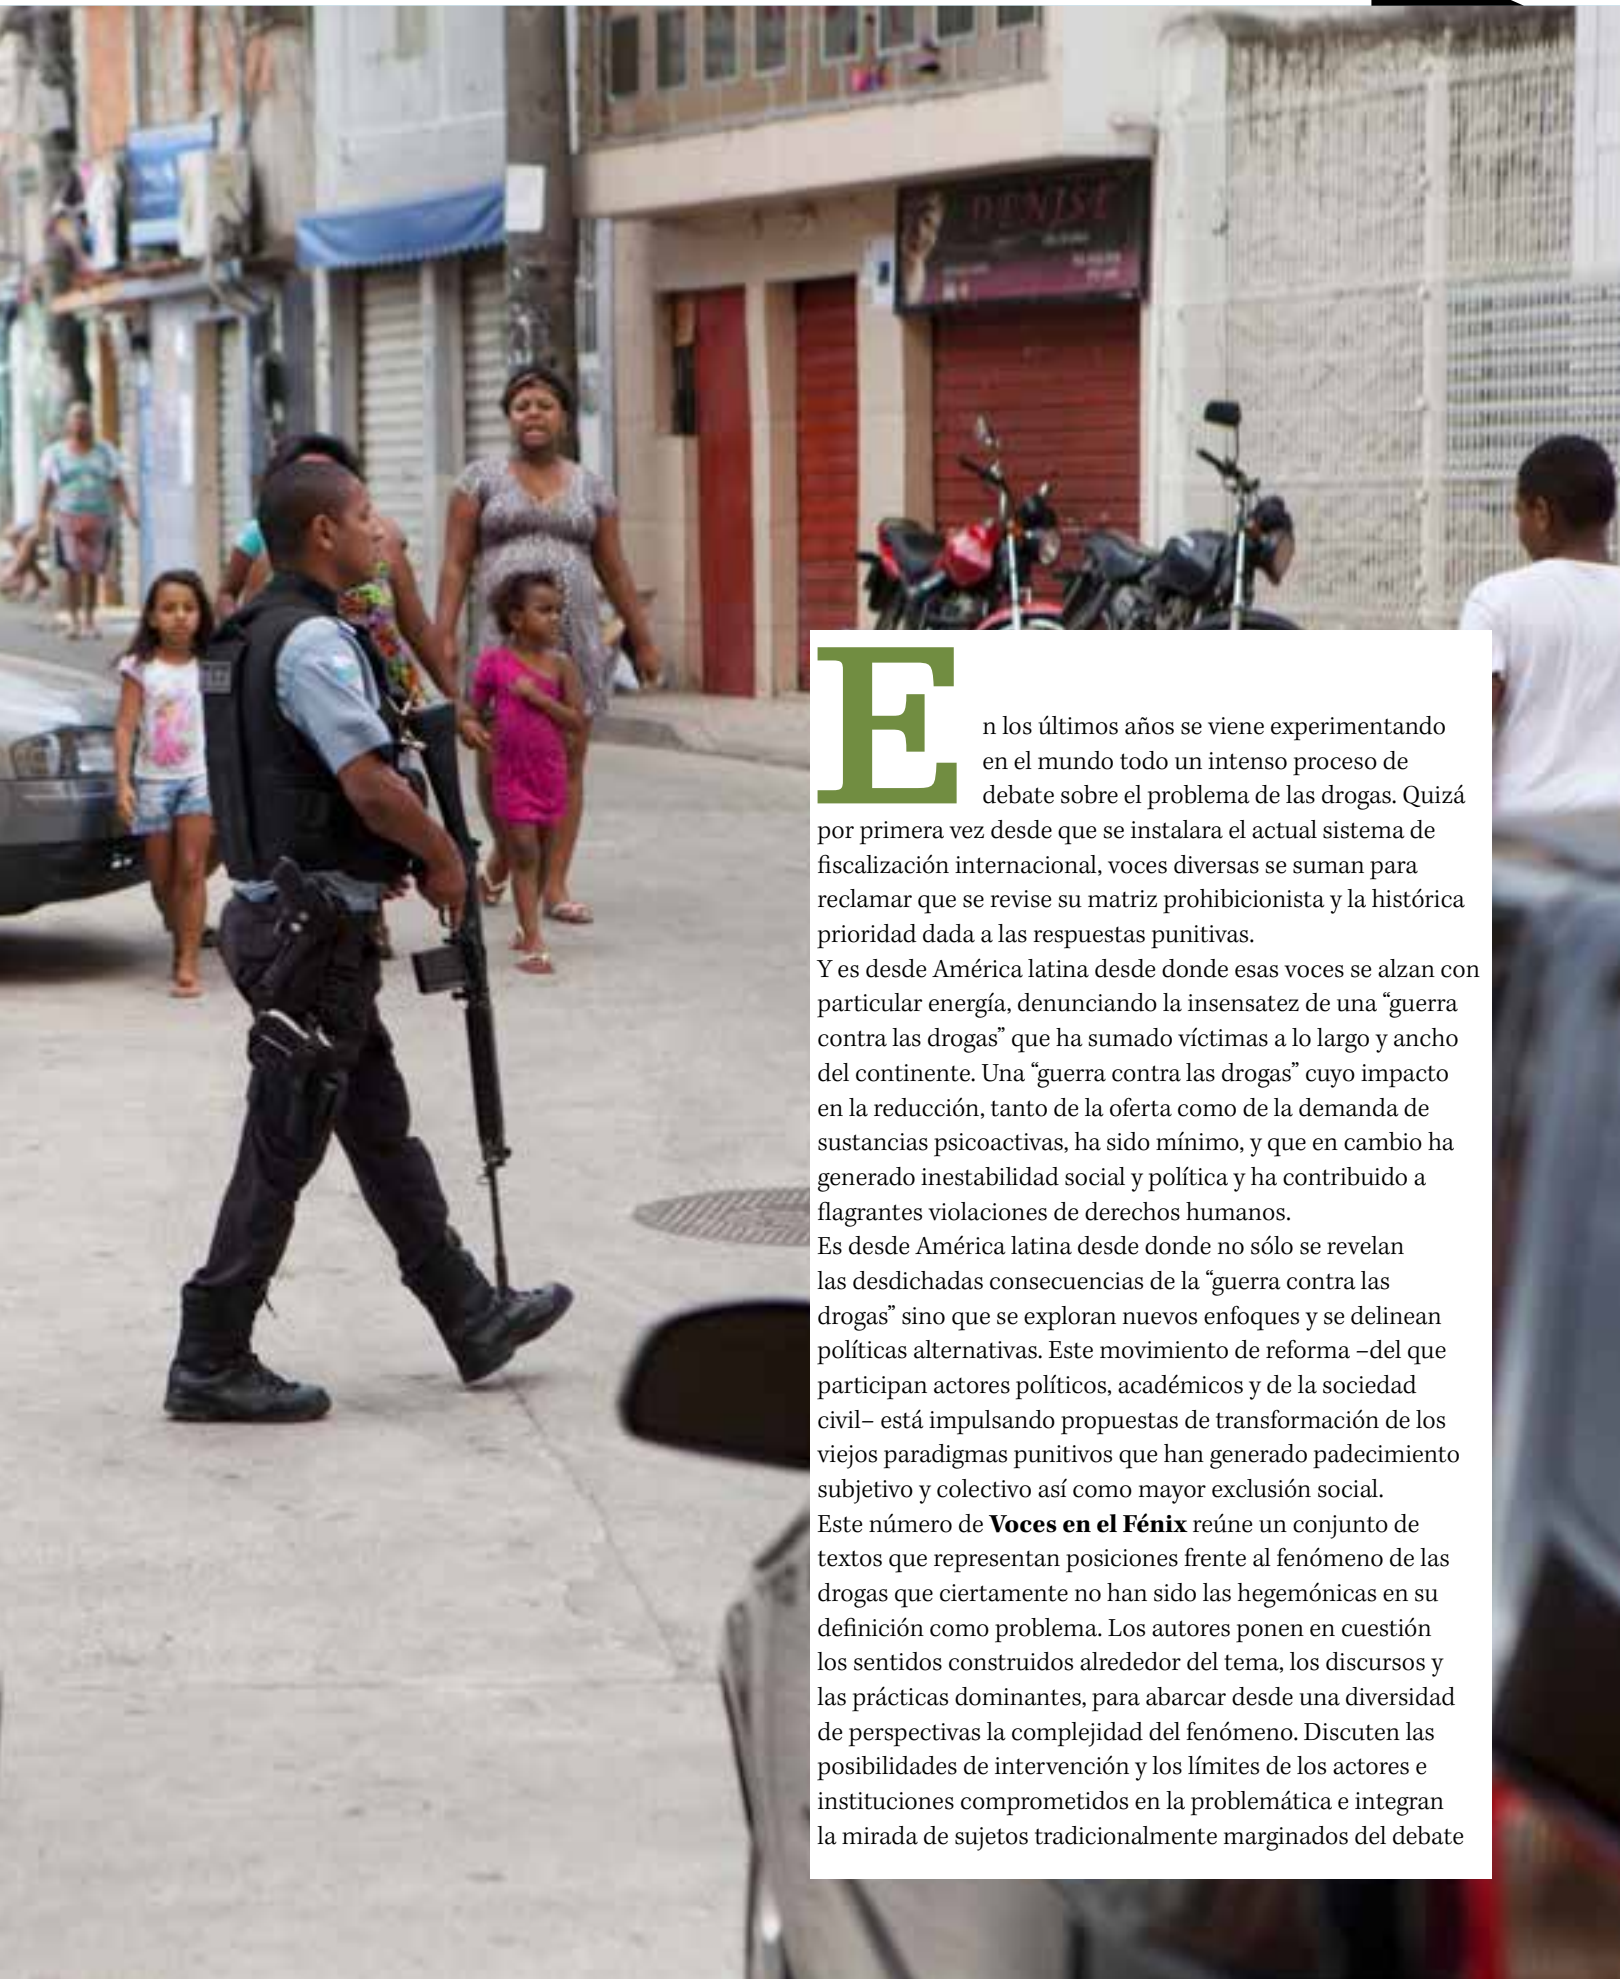 DENISE
En los últimos años se viene experimentando
en el mundo todo un intenso proceso de
debate sobre el problema de las drogas. Quizá
por primera vez desde que se instalara el actual sistema de
fiscalización internacional, voces diversas se suman para
reclamar que se revise su matriz prohibicionista y la histórica
prioridad dada a las respuestas punitivas.
Y es desde América latina desde donde esas voces se alzan con
particular energía, denunciando la insensatez de una “guerra
contra las drogas” que ha sumado víctimas a lo largo y ancho
del continente. Una “guerra contra las drogas” cuyo impacto
en la reducción, tanto de la oferta como de la demanda de
sustancias psicoactivas, ha sido mínimo, y que en cambio ha
generado inestabilidad social y política y ha contribuido a
flagrantes violaciones de derechos humanos.
Es desde América latina desde donde no sólo se revelan
las desdichadas consecuencias de la “guerra contra las
drogas” sino que se exploran nuevos enfoques y se delinean
políticas alternativas. Este movimiento de reforma –del que
participan actores políticos, académicos y de la sociedad
civil– está impulsando propuestas de transformación de los
viejos paradigmas punitivos que han generado padecimiento
subjetivo y colectivo así como mayor exclusión social.
Este número de Voces en el Fénix reúne un conjunto de
textos que representan posiciones frente al fenómeno de las
drogas que ciertamente no han sido las hegemónicas en su
definición como problema. Los autores ponen en cuestión
los sentidos construidos alrededor del tema, los discursos y
las prácticas dominantes, para abarcar desde una diversidad
de perspectivas la complejidad del fenómeno. Discuten las
posibilidades de intervención y los límites de los actores e
instituciones comprometidos en la problemática e integran
la mirada de sujetos tradicionalmente marginados del debate